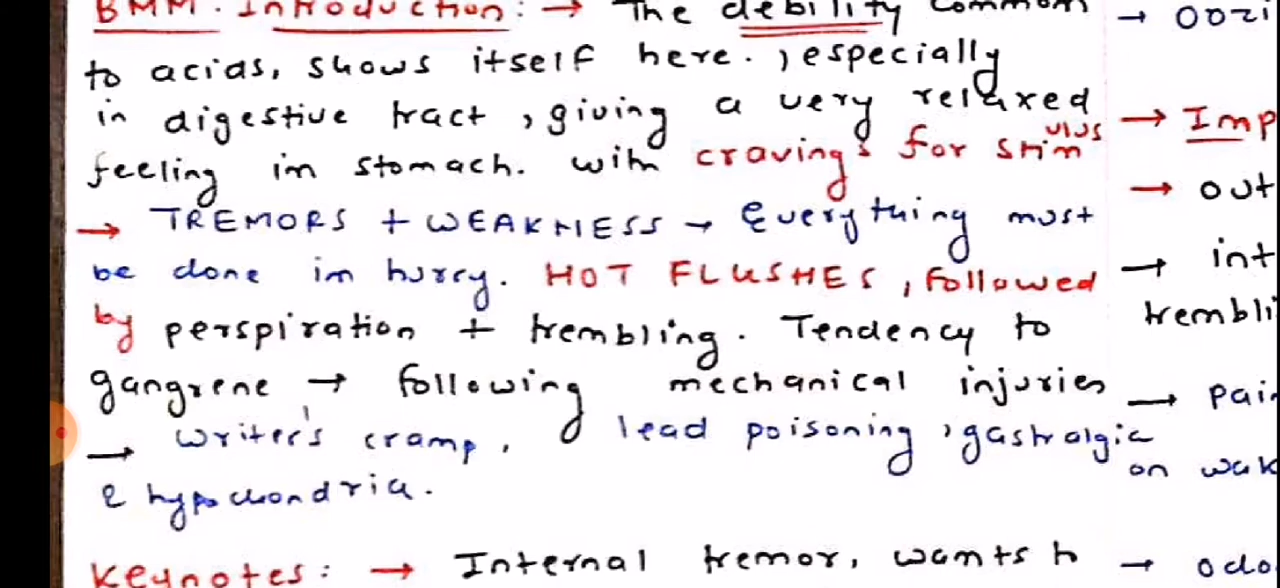 BMM. Introduction: → The debility common
to acids, shows itself here., especially
in digestive tract, giving a very relaxed
feeling in stomach. with cravings for stimulus
→ TREMORS + WEAKNESS → Everything must
be done in hurry. HOT FLUSHES, followed
by perspiration + trembling. Tendency to
gangrene → following mechanical injuries
→ writer's cramp, lead poisoning, gastralgia
& hypochondria.
Keynotes: → Internal tremor, wants to
→ oozi
→ Imp
→ out
→ int
trembli
→ pain
on wak
→ odo